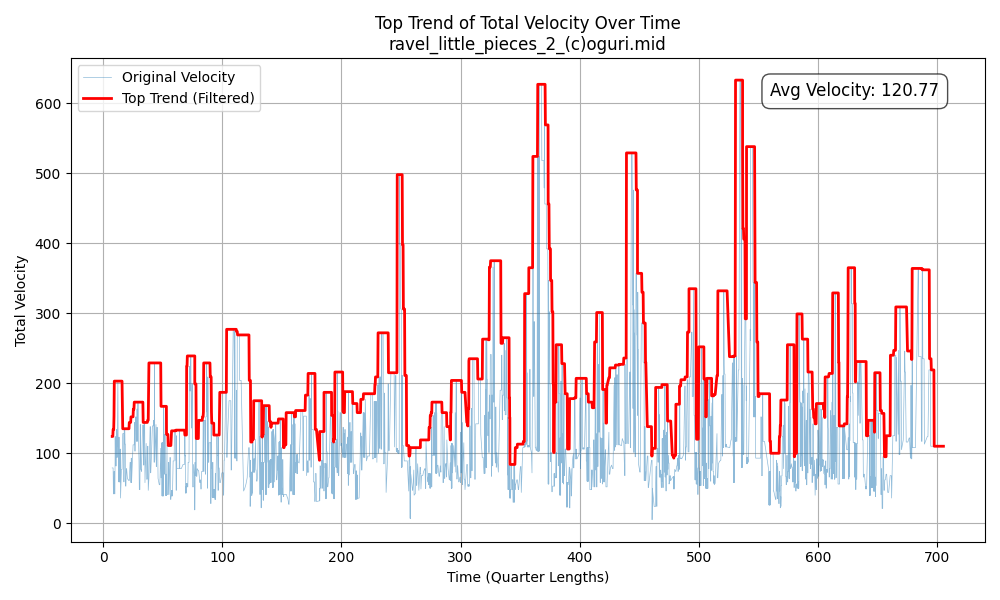 Top Trend of Total Velocity Over Time
ravel_little_pieces_2_(c)oguri.mid
Original Velocity
Top Trend (Filtered)
Avg Velocity: 120.77
Total Velocity
600
500
400
300
200
100
0
0 100 200 300 400 500 600 700
Time (Quarter Lengths)